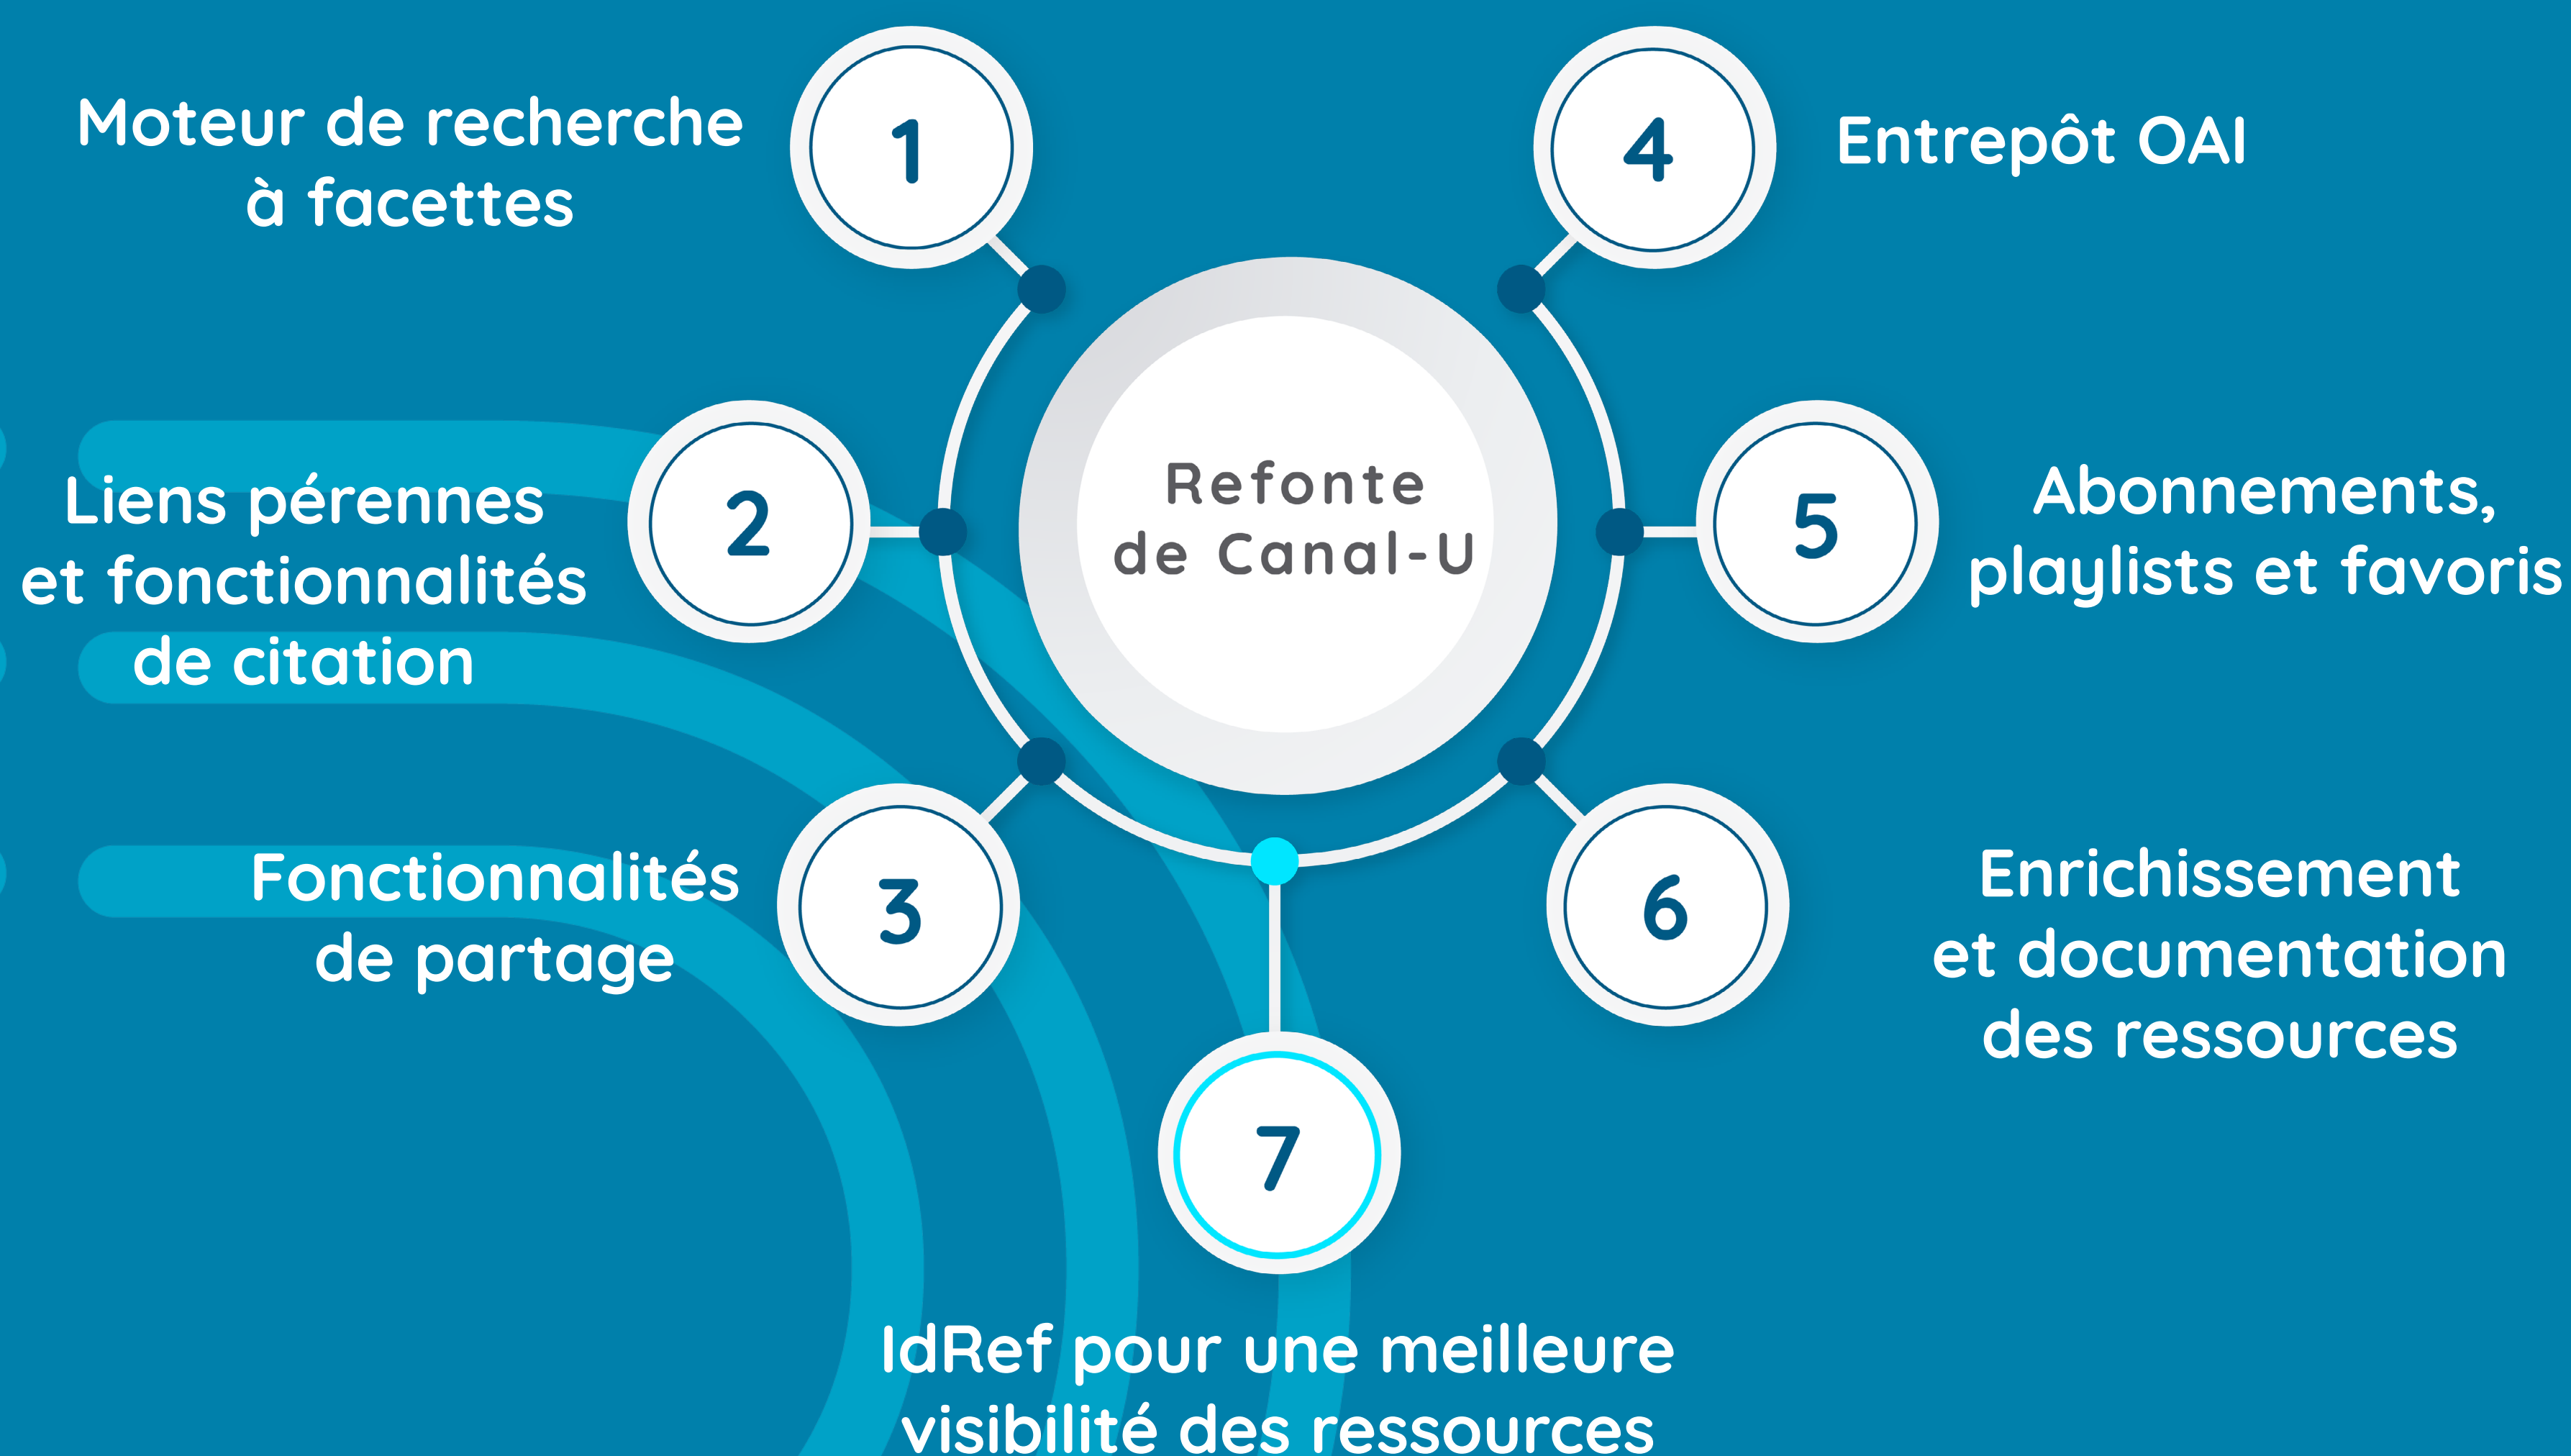 Refonte
de Canal-U
1
Moteur de recherche
à facettes
2
Liens pérennes
et fonctionnalités
de citation
3
Fonctionnalités
de partage
4
Entrepôt OAI
5
Abonnements,
playlists et favoris
6
Enrichissement
et documentation
des ressources
7
IdRef pour une meilleure
visibilité des ressources